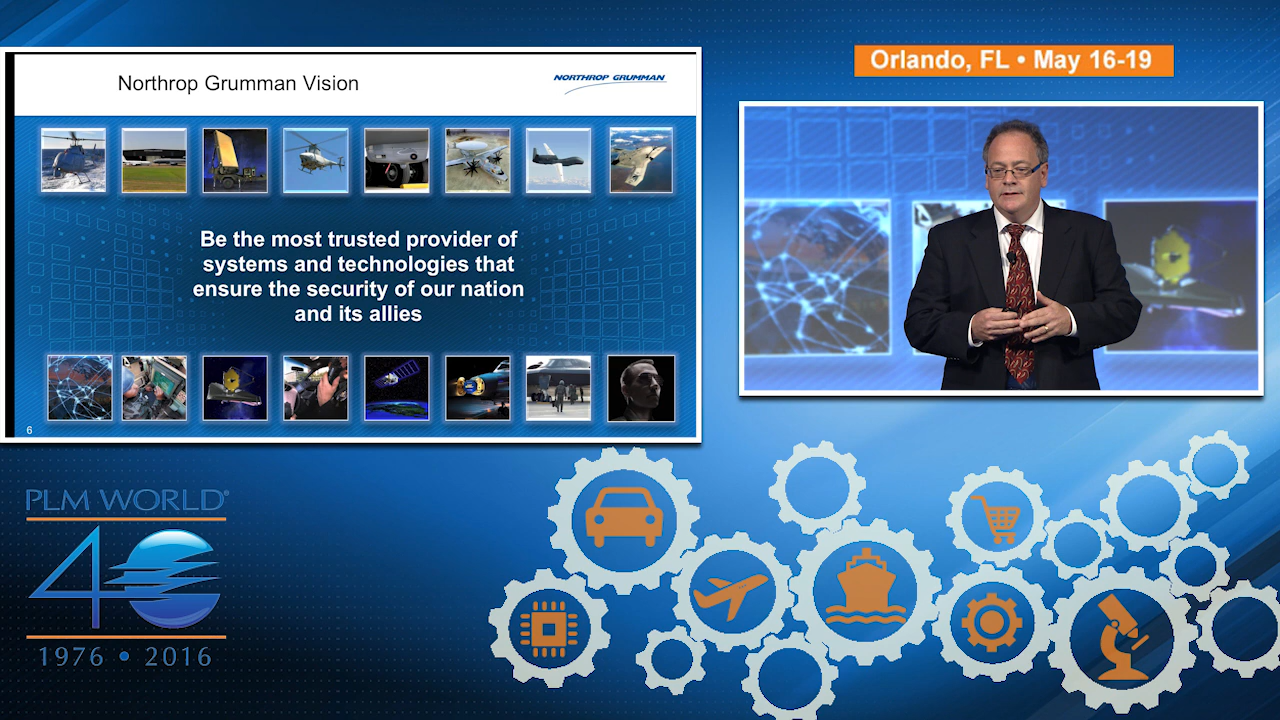 Northrop Grumman Vision
NORTHROP GRUMMAN
Be the most trusted provider of
systems and technologies that
ensure the security of our nation
and its allies
6
Orlando, FL • May 16-19
PLM WORLD®
40
1976 • 2016